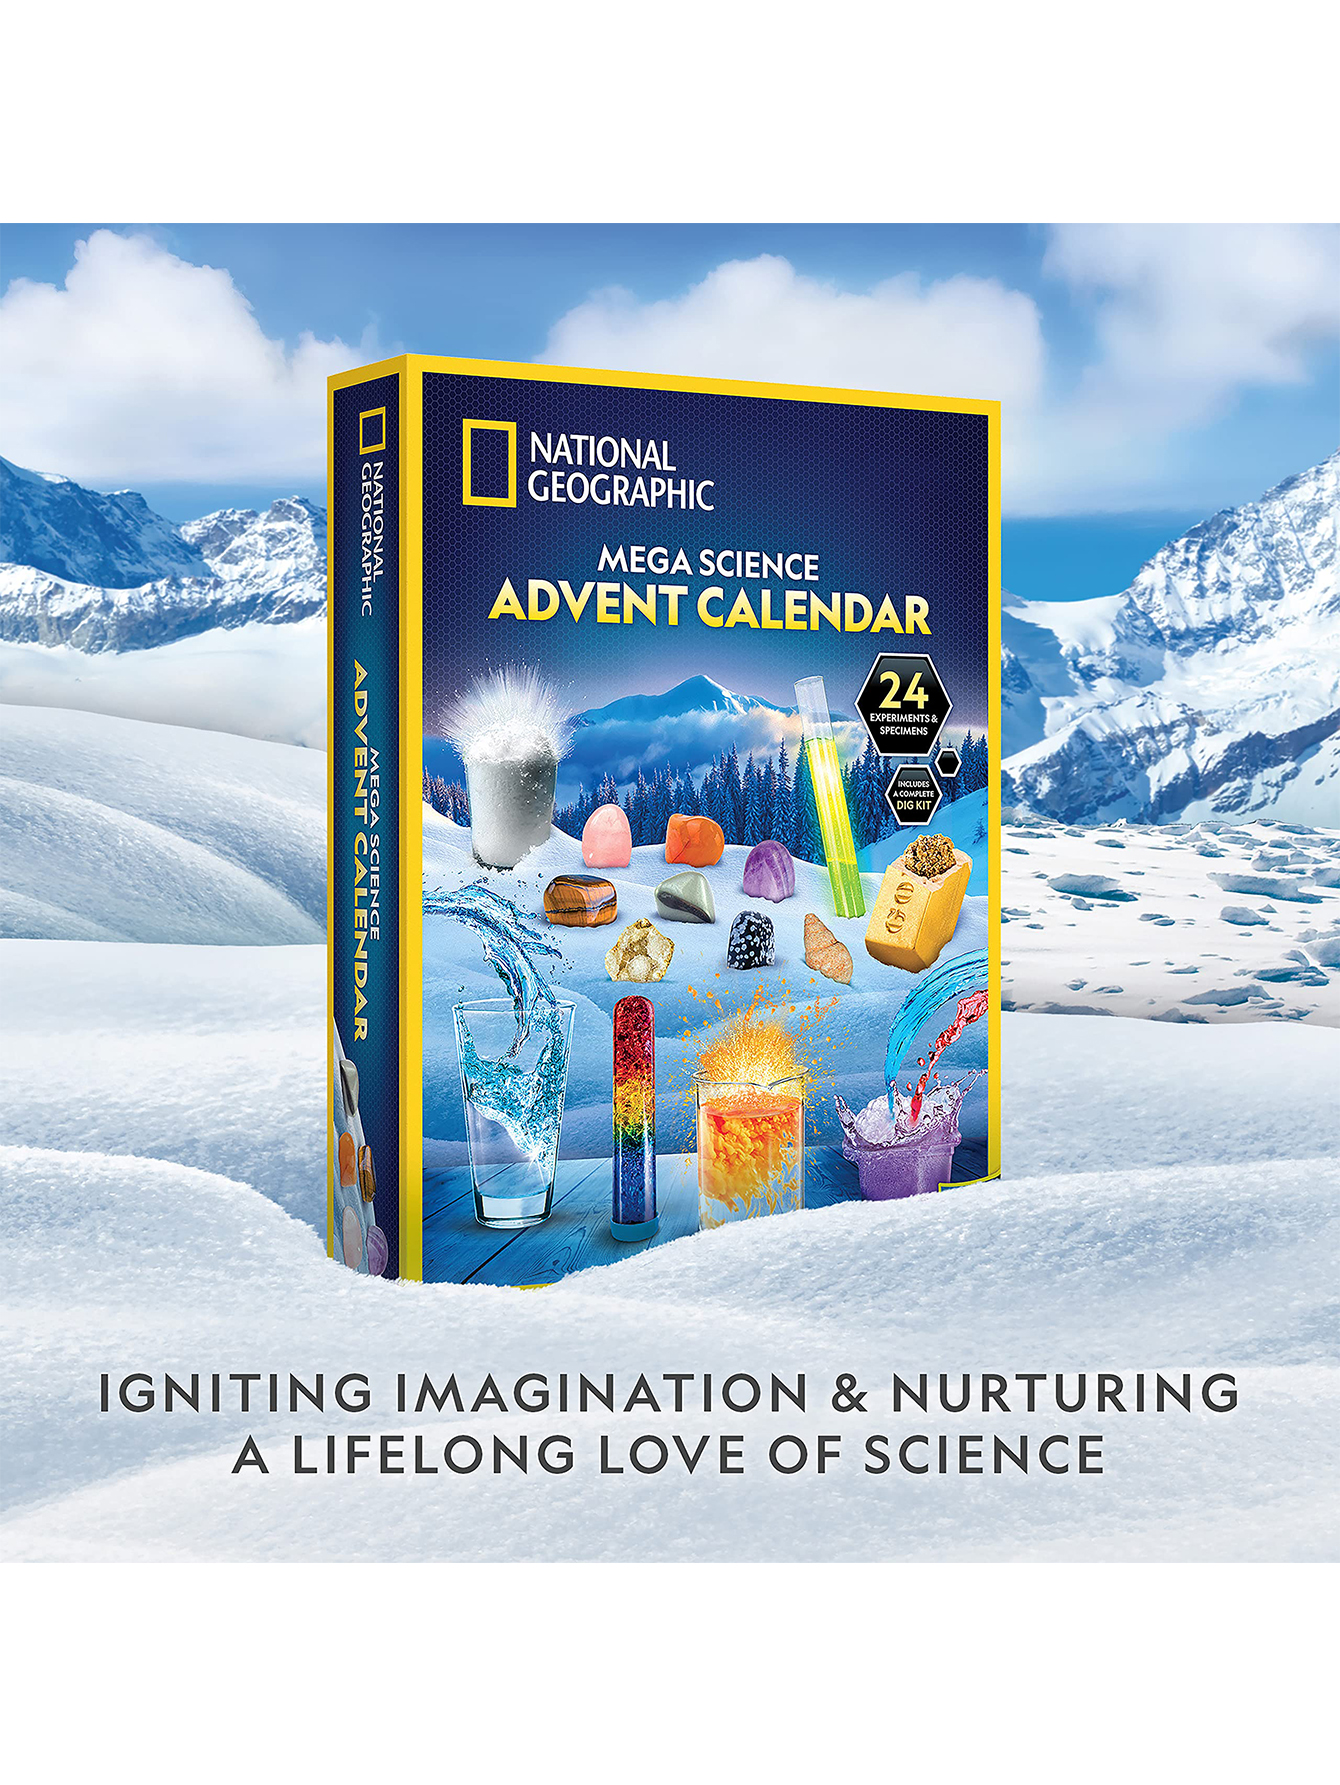 NATIONAL
GEOGRAPHIC
MEGA SCIENCE
ADVENT CALENDAR
24
EXPERIMENTS &
SPECIMENS
INCLUDES
A COMPLETE
DIG KIT
NATIONAL
GEOGRAPHIC
MEGA SCIENCE
ADVENT CALENDAR
IGNITING IMAGINATION & NURTURING
A LIFELONG LOVE OF SCIENCE